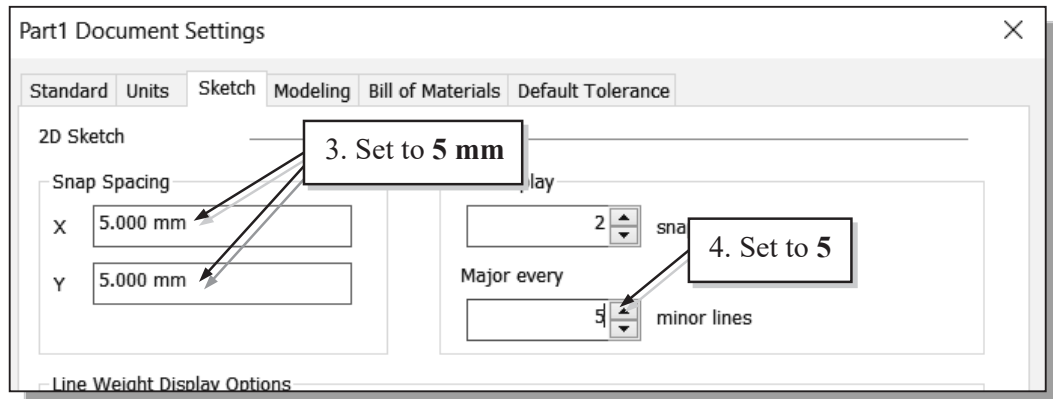 Part1 Document Settings
Standard Units Sketch Modeling Bill of Materials Default Tolerance
2D Sketch
3. Set to 5 mm
Snap Spacing
X 5.000 mm
2
4. Set to 5
Y 5.000 mm
Major every
5 minor lines
Line Weight Display Options